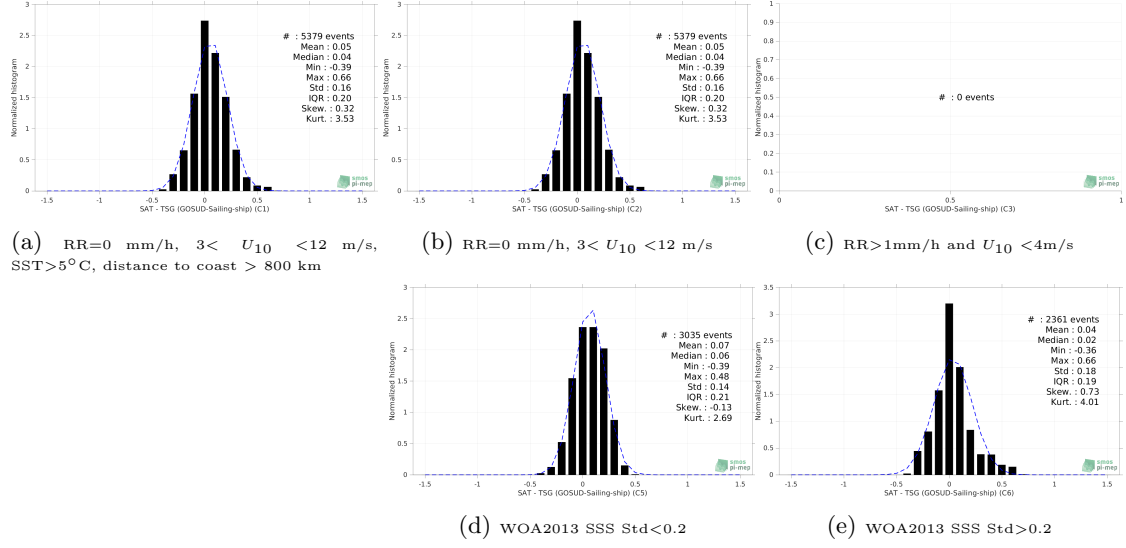 # : 5379 events
Mean : 0.05
Median : 0.04
Min : -0.39
Max : 0.66
Std : 0.16
IQR : 0.20
Skew. : 0.32
Kurt. : 3.53
Normalized histogram
3
2.5
2
1.5
1
0.5
0
-1.5 -1 -0.5 0 0.5 1 1.5
SAT - TSG (GOSUD-Sailing-ship) (C1)
smos
pi-mep
(a) RR=0 mm/h, 3< U10 <12 m/s,
SST>5°C, distance to coast > 800 km
# : 5379 events
Mean : 0.05
Median : 0.04
Min : -0.39
Max : 0.66
Std : 0.16
IQR : 0.20
Skew. : 0.32
Kurt. : 3.53
Normalized histogram
3
2.5
2
1.5
1
0.5
0
-1.5 -1 -0.5 0 0.5 1 1.5
SAT - TSG (GOSUD-Sailing-ship) (C2)
smos
pi-mep
(b) RR=0 mm/h, 3< U10 <12 m/s
# : 0 events
Normalized histogram
1
0.9
0.8
0.7
0.6
0.5
0.4
0.3
0.2
0.1
0
0 0.5 1
SAT - TSG (GOSUD-Sailing-ship) (C3)
smos
pi-mep
(c) RR>1mm/h and U10 <4m/s
# : 3035 events
Mean : 0.07
Median : 0.06
Min : -0.39
Max : 0.48
Std : 0.14
IQR : 0.21
Skew. : -0.13
Kurt. : 2.69
Normalized histogram
3
2.5
2
1.5
1
0.5
0
-1.5 -1 -0.5 0 0.5 1 1.5
SAT - TSG (GOSUD-Sailing-ship) (C5)
smos
pi-mep
(d) WOA2013 SSS Std<0.2
# : 2361 events
Mean : 0.04
Median : 0.02
Min : -0.36
Max : 0.66
Std : 0.18
IQR : 0.19
Skew. : 0.73
Kurt. : 4.01
Normalized histogram
3.5
3
2.5
2
1.5
1
0.5
0
-1.5 -1 -0.5 0 0.5 1 1.5
SAT - TSG (GOSUD-Sailing-ship) (C6)
smos
pi-mep
(e) WOA2013 SSS Std>0.2